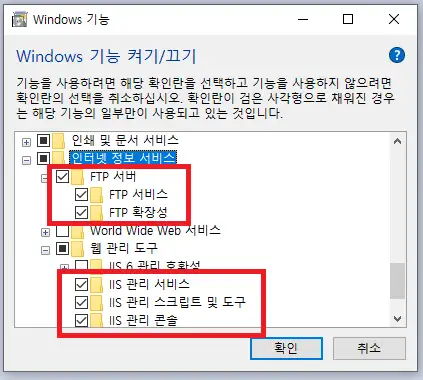 Windows 기능
Windows 기능 켜기/끄기
기능을 사용하려면 해당 확인란을 선택하고 기능을 사용하지 않으려면
확인란의 선택을 취소하십시오. 확인란이 검은 사각형으로 채워진 경우
는 해당 기능의 일부만이 사용되고 있는 것입니다.
인쇄 및 문서 서비스
인터넷 정보 서비스
FTP 서버
FTP 서비스
FTP 확장성
World Wide Web 서비스
웹 관리 도구
IIS 6 관리 호환성
IIS 관리 서비스
IIS 관리 스크립트 및 도구
IIS 관리 콘솔
확인
취소